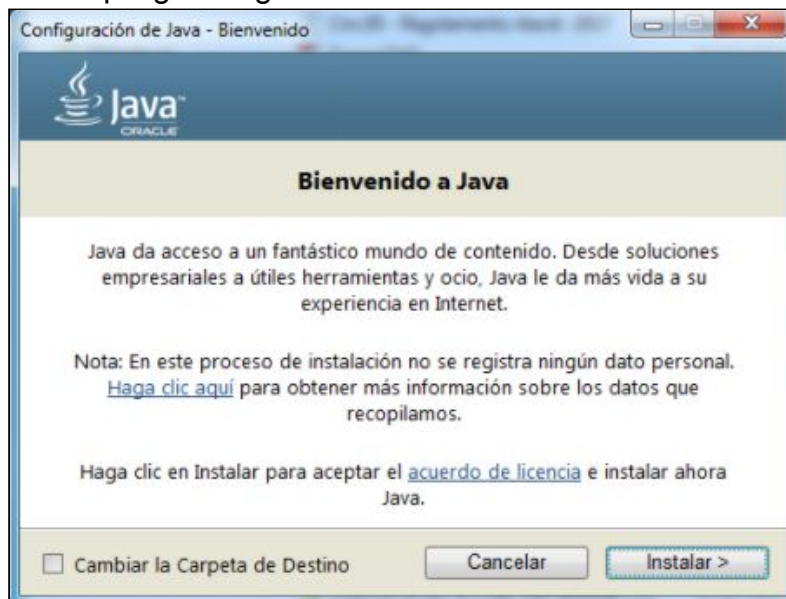 Configuración de Java - Bienvenido
Java™
ORACLE
Bienvenido a Java
Java da acceso a un fantástico mundo de contenido. Desde soluciones
empresariales a útiles herramientas y ocio, Java le da más vida a su
experiencia en Internet.
Nota: En este proceso de instalación no se registra ningún dato personal.
Haga clic aquí para obtener más información sobre los datos que
recopilamos.
Haga clic en Instalar para aceptar el acuerdo de licencia e instalar ahora
Java.
Cambiar la Carpeta de Destino
Cancelar
Instalar >